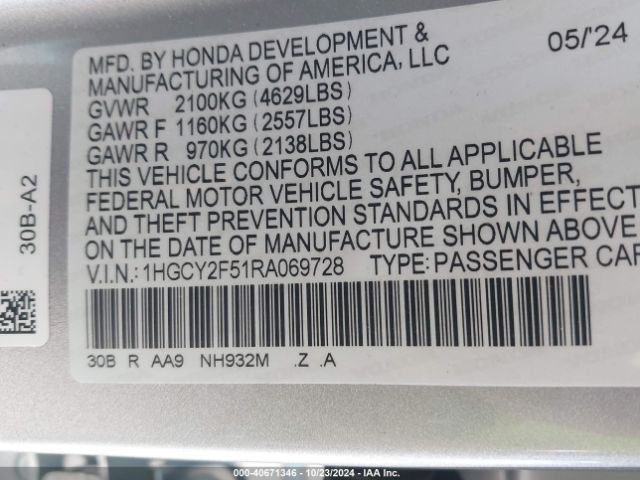 MFD. BY HONDA DEVELOPMENT & 05/'24
MANUFACTURING OF AMERICA, LLC
GVWR 2100KG (4629LBS)
GAWR F 1160KG (2557LBS)
GAWR R 970KG (2138LBS)
THIS VEHICLE CONFORMS TO ALL APPLICABLE
FEDERAL MOTOR VEHICLE SAFETY, BUMPER,
AND THEFT PREVENTION STANDARDS IN EFFECT
ON THE DATE OF MANUFACTURE SHOWN ABOVE.
V.I.N.: 1HGCY2F51RA069728 TYPE: PASSENGER CAR
30B R AA9 NH932M .Z .A
30B-A2
000-40671346 - 10/23/2024 - IAA Inc.